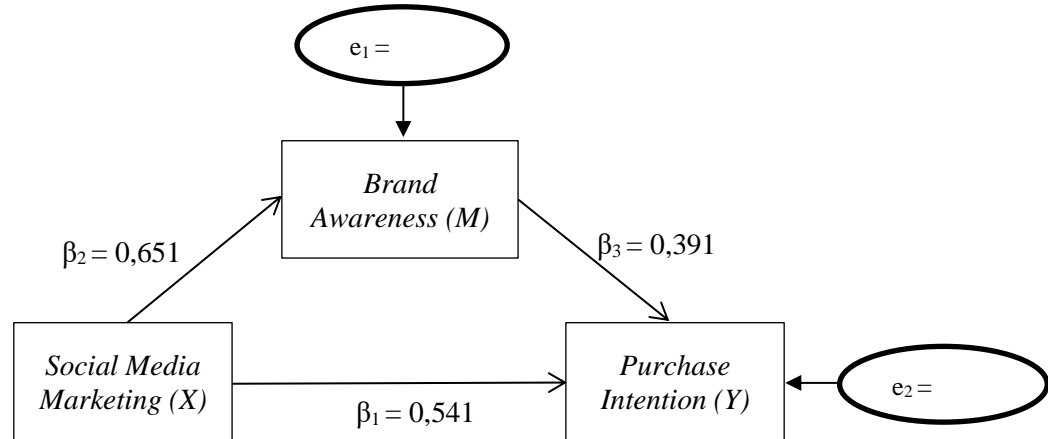 e₁ =
Brand
Awareness (M)
β₂ = 0,651
β₃ = 0,391
Social Media
Marketing (X)
β₁ = 0,541
Purchase
Intention (Y)
e₂ =